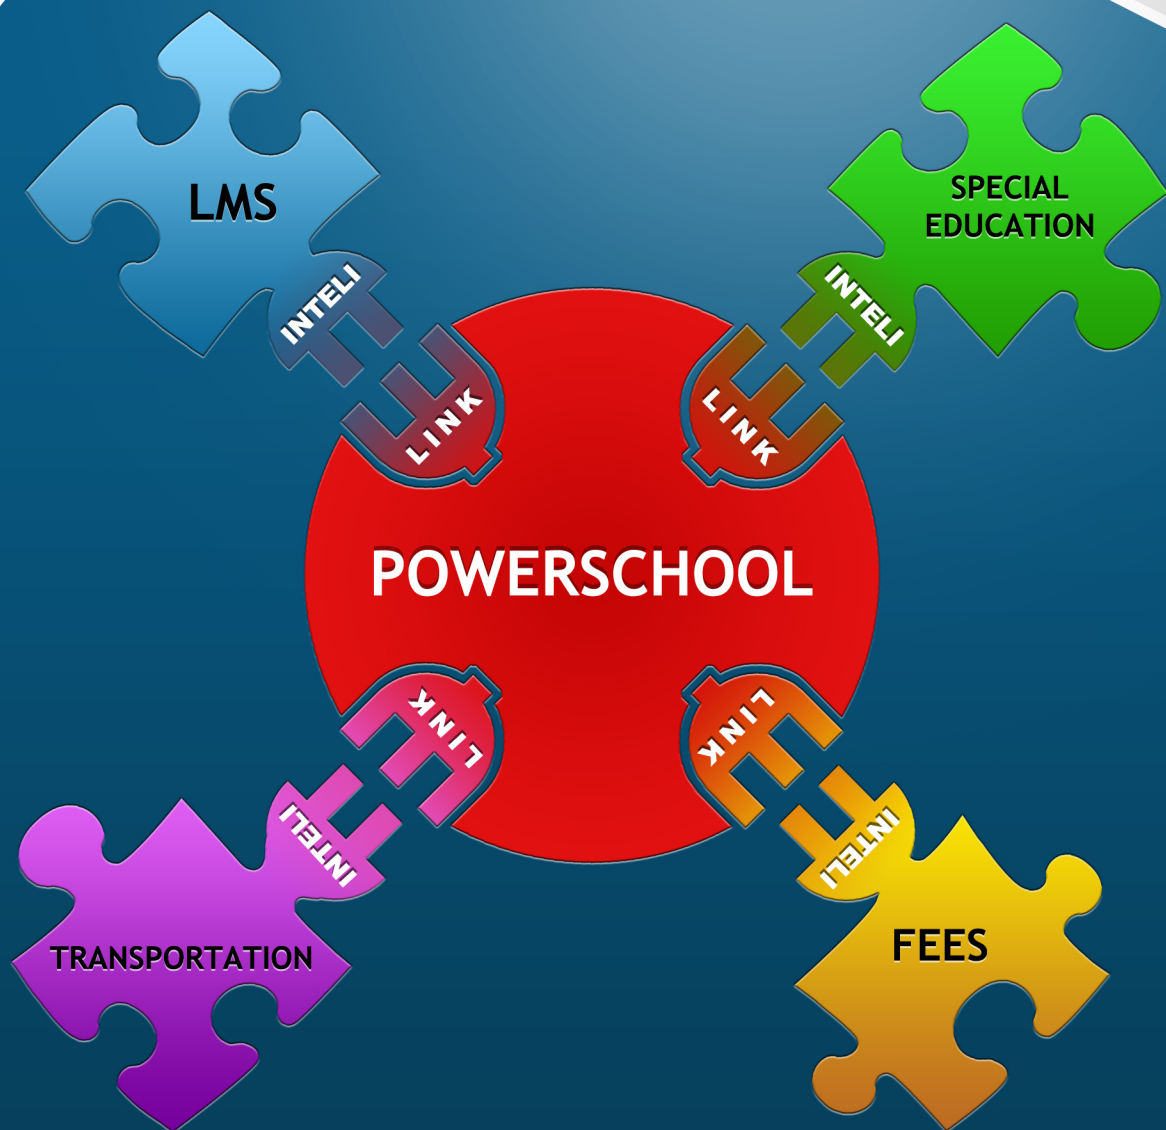 LMS
SPECIAL
EDUCATION
INTELI
LINK
INTELI
LINK
POWERSCHOOL
LINK
INTELI
LINK
INTELI
TRANSPORTATION
FEES